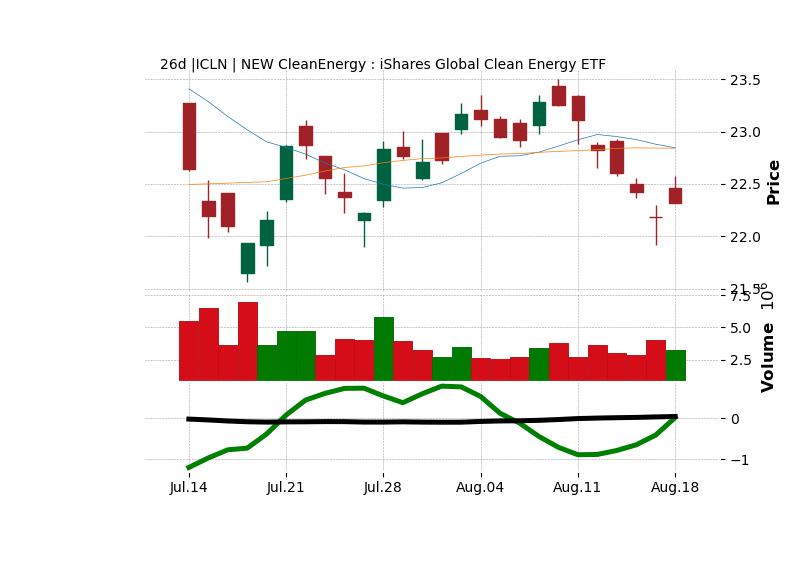 26d |ICLN | NEW CleanEnergy : iShares Global Clean Energy ETF
23.5
23.0
22.5
22.0
21.5
Price
7.5
5.0
2.5
Volume 10⁶
0
−1
Jul.14 Jul.21 Jul.28 Aug.04 Aug.11 Aug.18